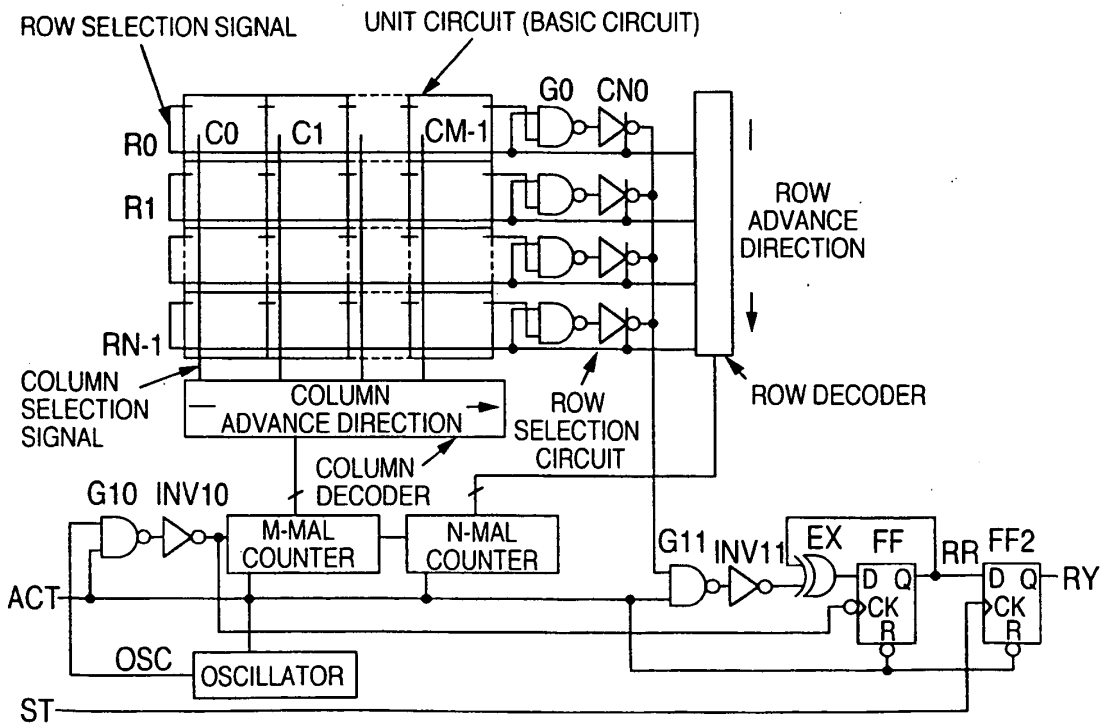 ROW SELECTION SIGNAL
UNIT CIRCUIT (BASIC CIRCUIT)
G0 CN0
C0 C1 CM-1
R0
R1
ROW
ADVANCE
DIRECTION
RN-1
COLUMN
SELECTION
SIGNAL
COLUMN
ADVANCE DIRECTION
ROW
SELECTION
CIRCUIT
ROW DECODER
COLUMN
DECODER
G10 INV10
M-MAL
COUNTER
N-MAL
COUNTER
G11 INV11 EX FF RR FF2
D Q
CK
R
D Q
CK
R
RY
ACT
OSC
OSCILLATOR
ST